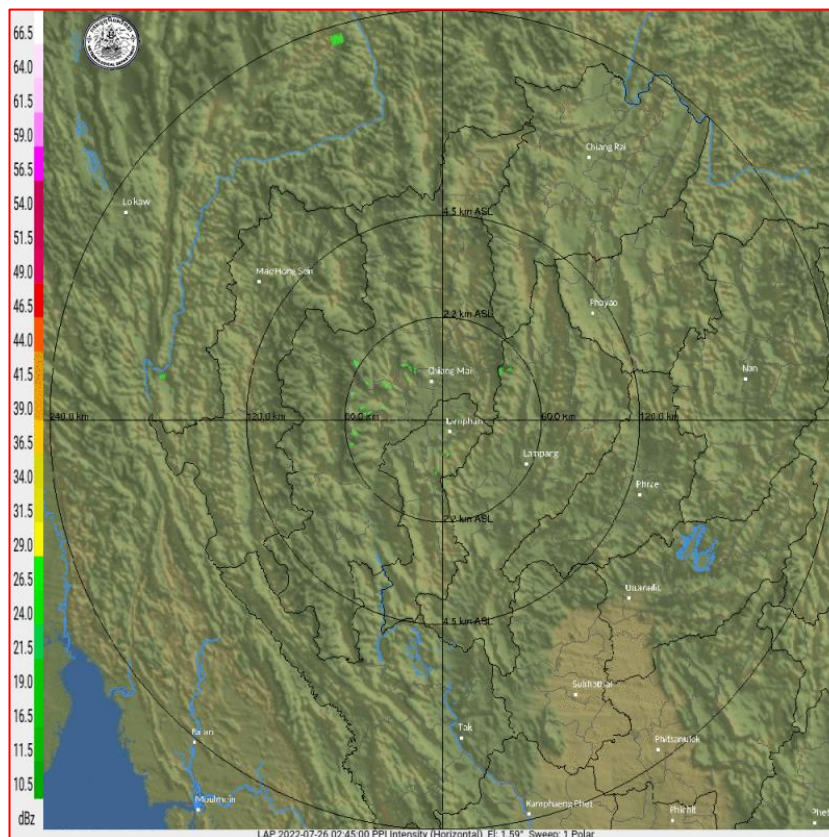 66.5
64.0
61.5
59.0
56.5
54.0
51.5
49.0
46.5
44.0
41.5
39.0
36.5
34.0
31.5
29.0
26.5
24.0
21.5
19.0
16.5
14.0
11.5
10.5
dBz
Chiang Rai
Loikaw
4.5 km ASL
Mae Hong Son
Phayao
2.2 km ASL
Chiang Mai
Nan
240.0 km
120.0 km
60.0 km
60.0 km
120.0 km
Lamphun
Lampang
Phrae
2.2 km ASL
Uttaradit
4.5 km ASL
Sukhothai
Tak
Pa-an
Phitsanulok
Moulmein
Kamphaeng Phet
Phichit
Phe
LAP 2022-07-26 02:45:00 PPI Intensity (Horizontal) El: 1.59° Sweep: 1 Polar